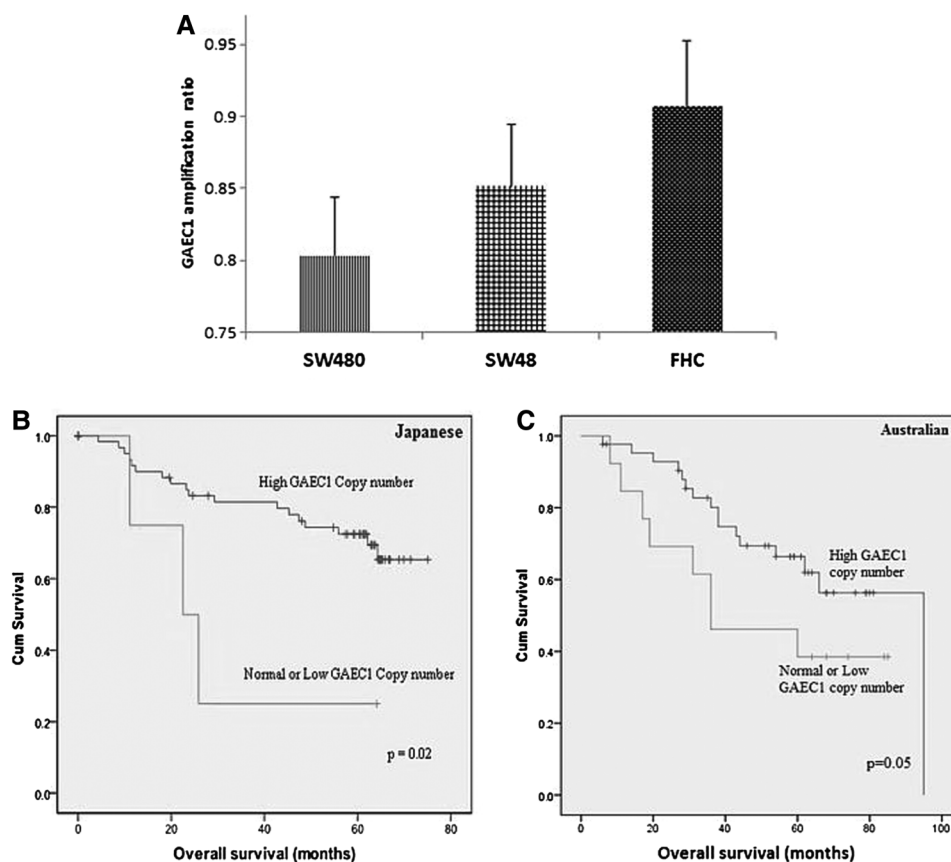 A
GAEC1 amplification ratio
0.95
0.9
0.85
0.8
0.75
SW480
SW48
FHC
B
Japanese
Cum Survival
1.0
0.8
0.6
0.4
0.2
0.0
High GAEC1 Copy number
Normal or Low GAEC1 Copy number
p = 0.02
0
20
40
60
80
Overall survival (months)
C
Australian
Cum Survival
1.0
0.8
0.6
0.4
0.2
0.0
High GAEC1
copy number
Normal or Low
GAEC1 copy number
p=0.05
0
20
40
60
80
100
Overall survival (months)